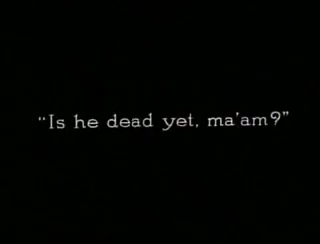 “Is he dead yet, ma'am?”